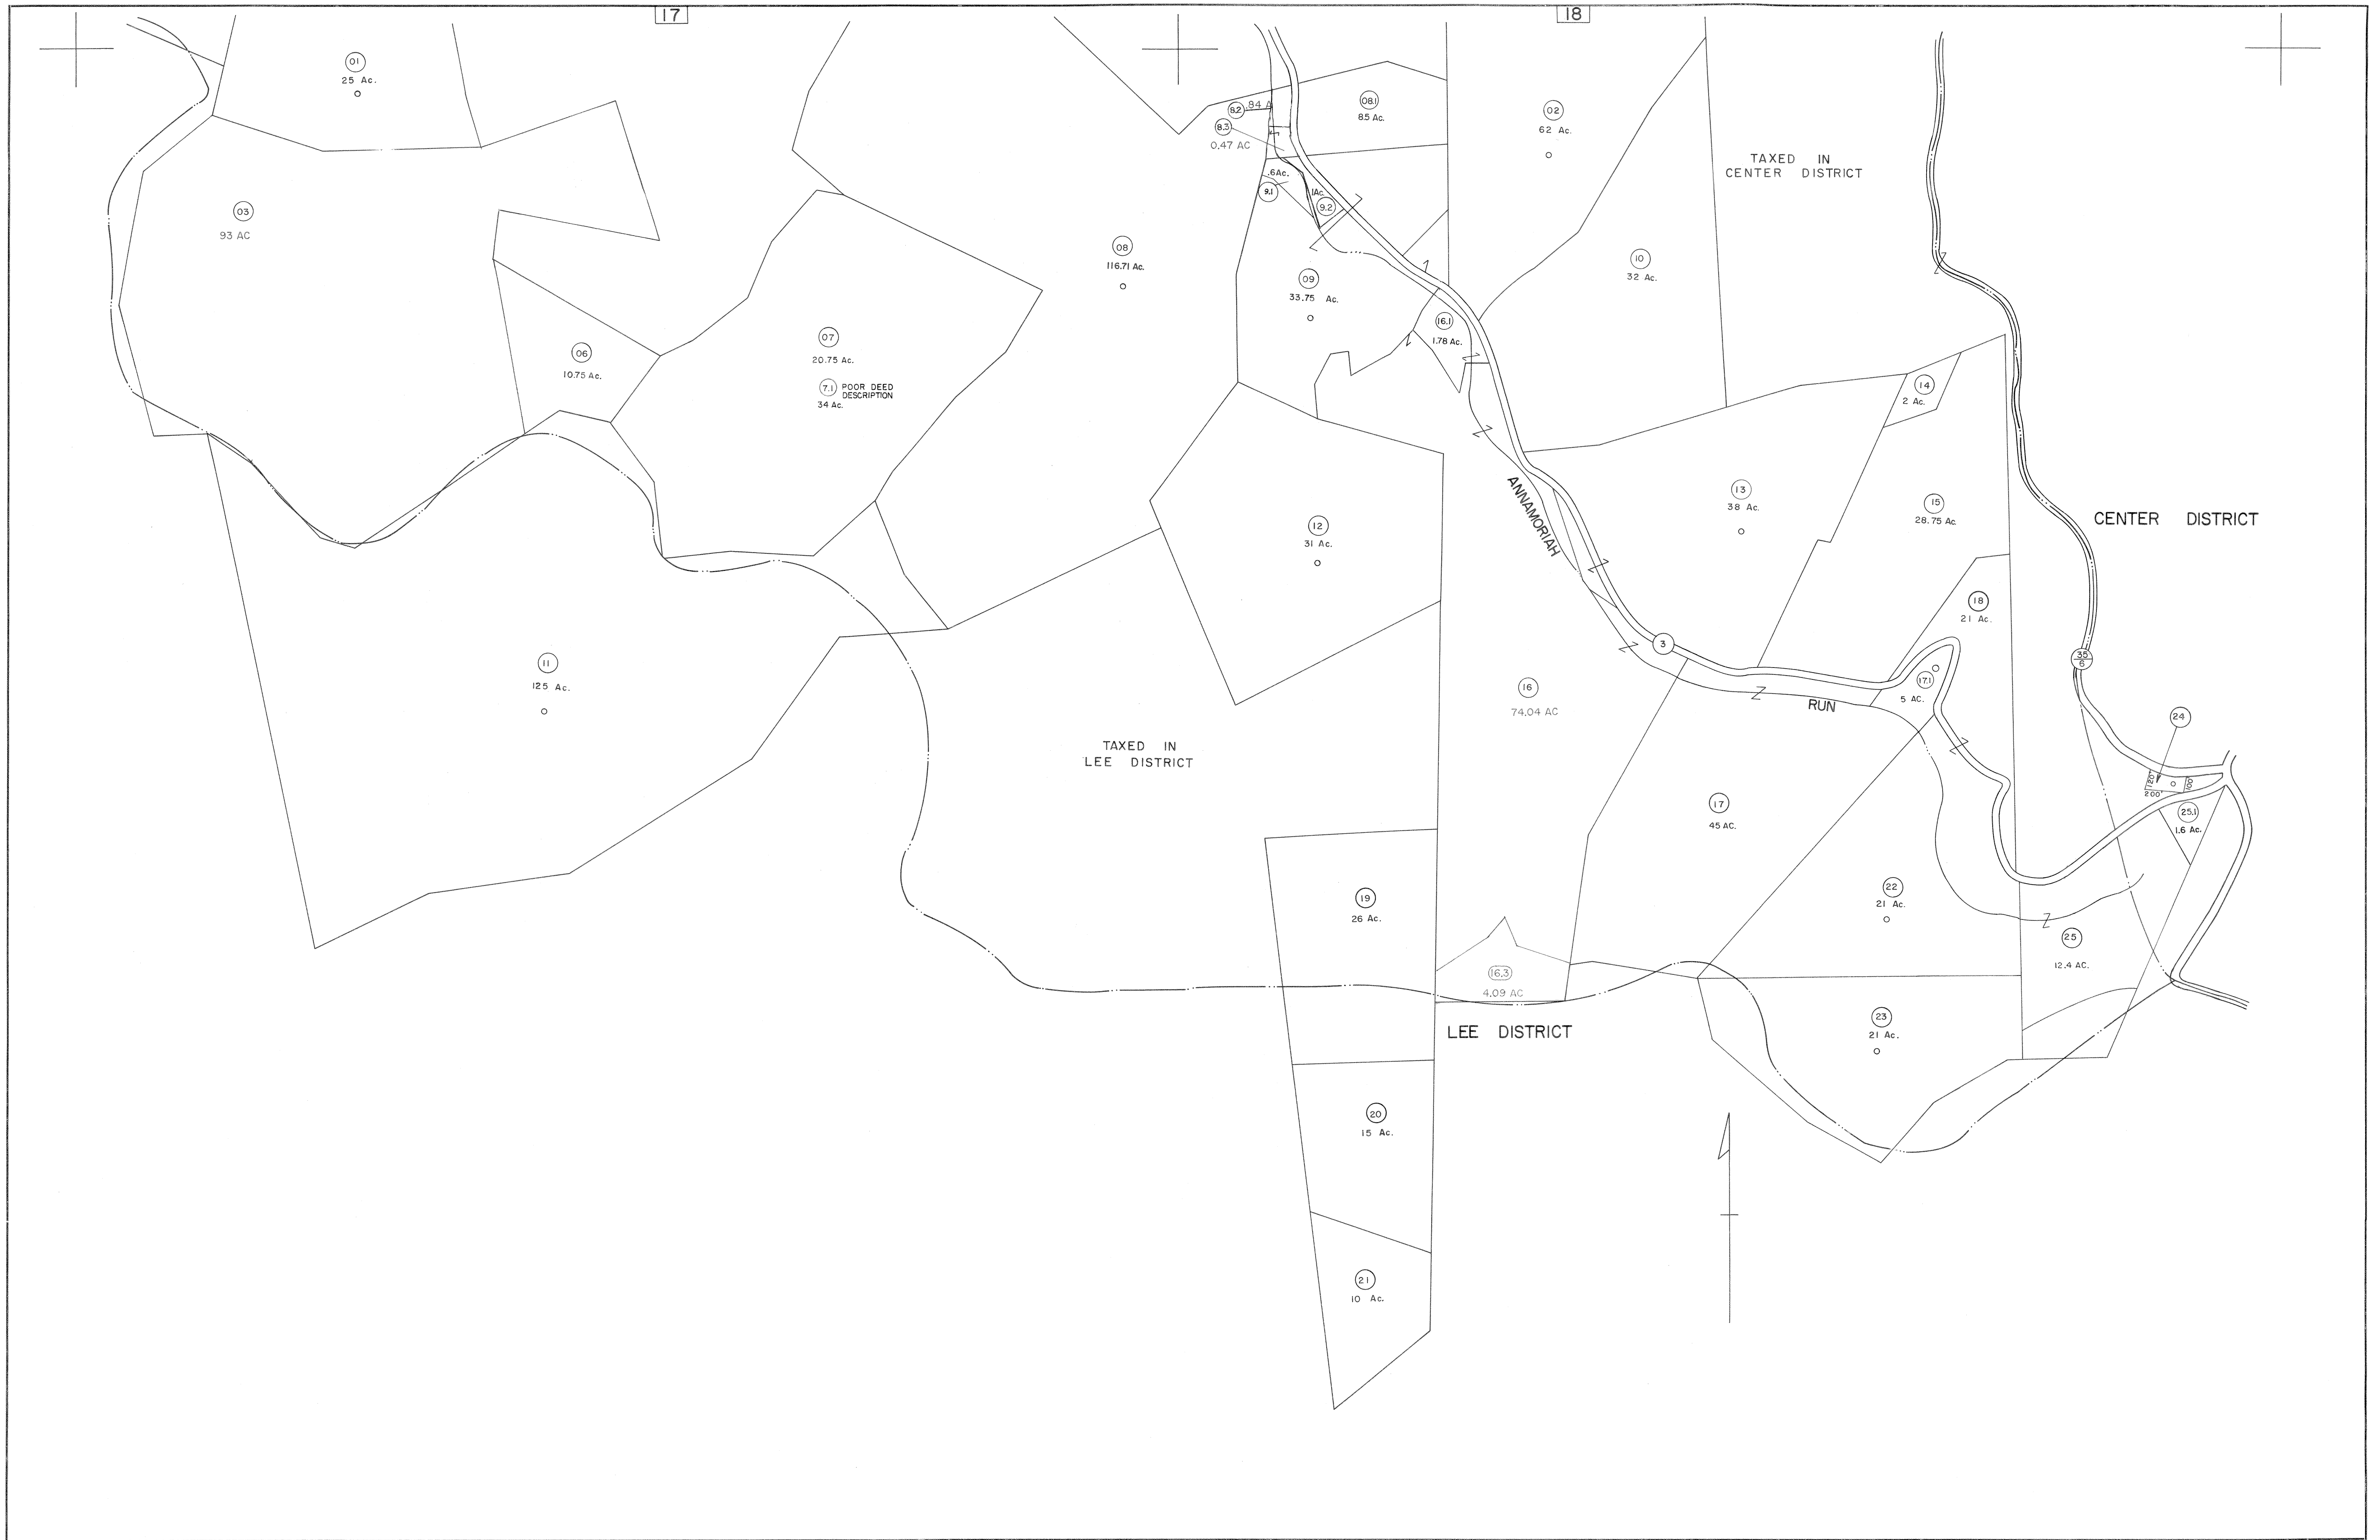 17
18
01
25 Ac.
8.2 .84 A
8.3
0.47 AC
08.1
8.5 Ac.
02
62 Ac.
TAXED IN
CENTER DISTRICT
03
93 AC
.6Ac.
9.1
1Ac.
9.2
08
116.71 Ac.
09
33.75 Ac.
10
32 Ac.
16.1
1.78 Ac.
06
10.75 Ac.
07
20.75 Ac.
7.1 POOR DEED
DESCRIPTION
34 Ac.
14
2 Ac.
12
31 Ac.
ANNAMORIAH
13
38 Ac.
15
28.75 Ac.
CENTER DISTRICT
18
21 Ac.
11
125 Ac.
3
35
6
17.1
5 AC.
16
74.04 AC
RUN
24
TAXED IN
LEE DISTRICT
120'
100'
200'
17
45 AC.
25.1
1.6 Ac.
19
26 Ac.
22
21 Ac.
25
12.4 AC.
16.3
4.09 AC
LEE DISTRICT
23
21 Ac.
20
15 Ac.
21
10 Ac.